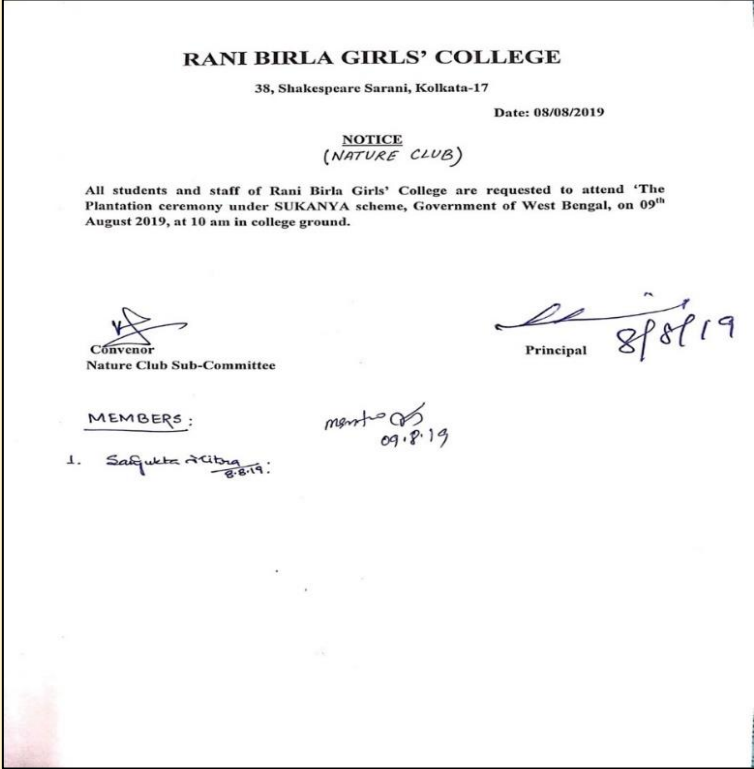 RANI BIRLA GIRLS' COLLEGE
38, Shakespeare Sarani, Kolkata-17
Date: 08/08/2019
NOTICE
(NATURE CLUB)
All students and staff of Rani Birla Girls' College are requested to attend 'The
Plantation ceremony under SUKANYA scheme, Government of West Bengal, on 09th
August 2019, at 10 am in college ground.
Convenor
Nature Club Sub-Committee
Principal
8/8/19
MEMBERS:
09.8.19
1.
8.8.19.